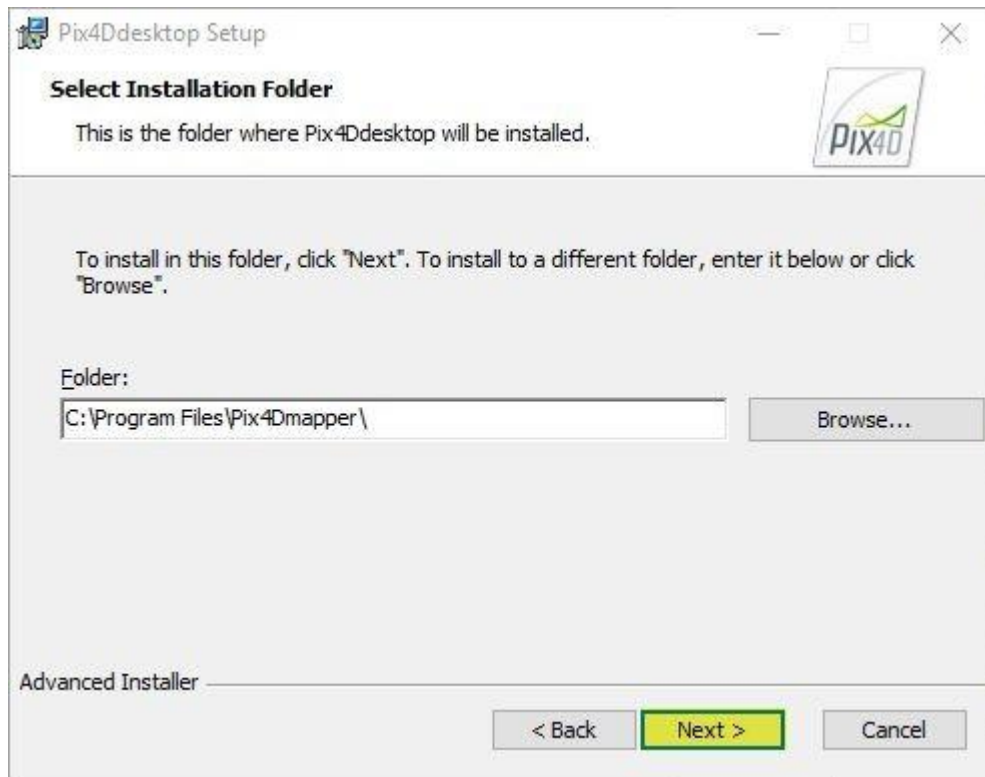 Pix4Ddesktop Setup
Select Installation Folder
This is the folder where Pix4Ddesktop will be installed.
PIX4D
To install in this folder, click "Next". To install to a different folder, enter it below or click
"Browse".
Folder:
C:\Program Files\Pix4Dmapper\
Browse...
Advanced Installer
< Back
Next >
Cancel